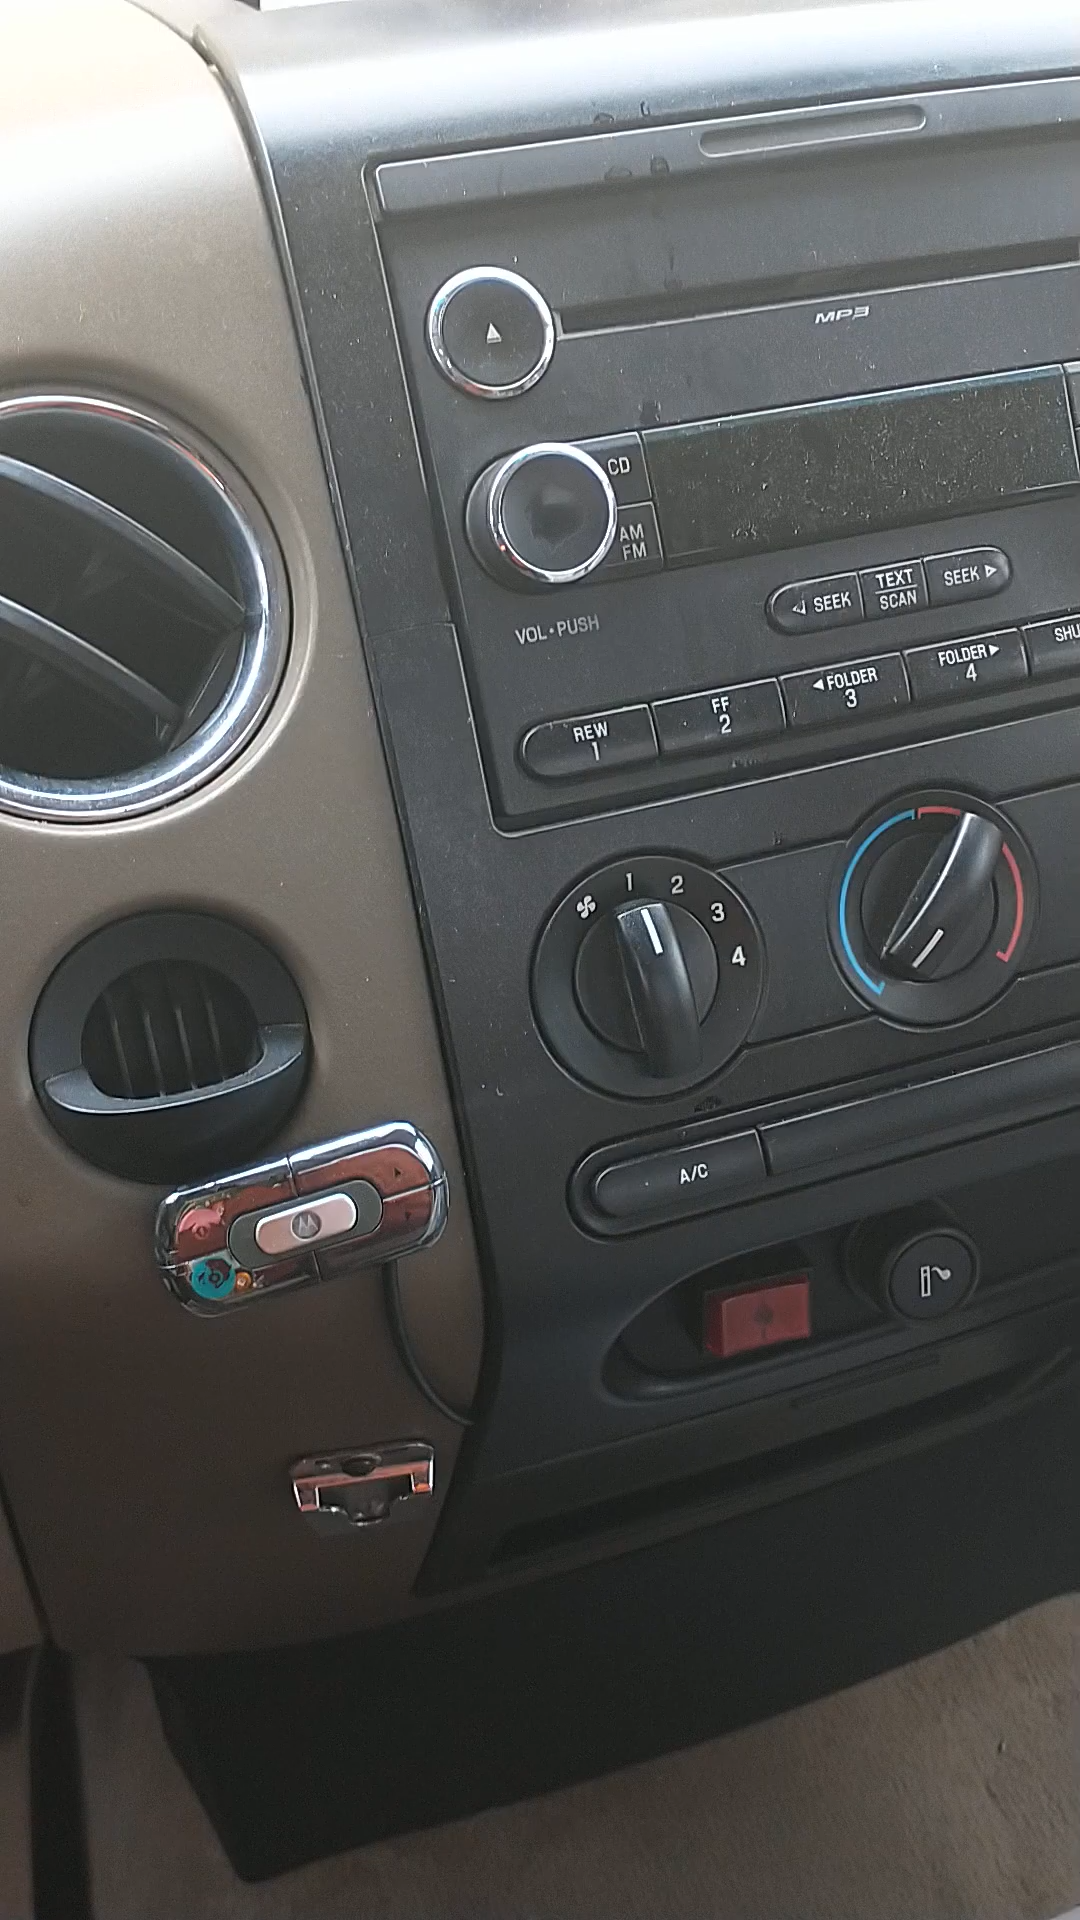 MP3
CD
AM
FM
VOL•PUSH
◁ SEEK
TEXT
SCAN
SEEK ▷
REW
1
FF
2
◀FOLDER
3
FOLDER▶
4
SHU
1
2
3
4
A/C